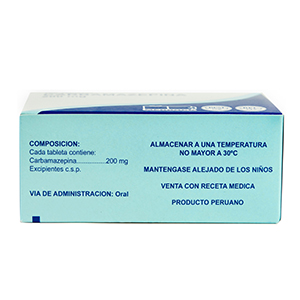 COMPOSICION:
Cada tableta contiene:
Carbamazepina..............200 mg
Excipientes c.s.p.
VIA DE ADMINISTRACION: Oral
ALMACENAR A UNA TEMPERATURA
NO MAYOR A 30ºC
MANTENGASE ALEJADO DE LOS NIÑOS
VENTA CON RECETA MEDICA
PRODUCTO PERUANO